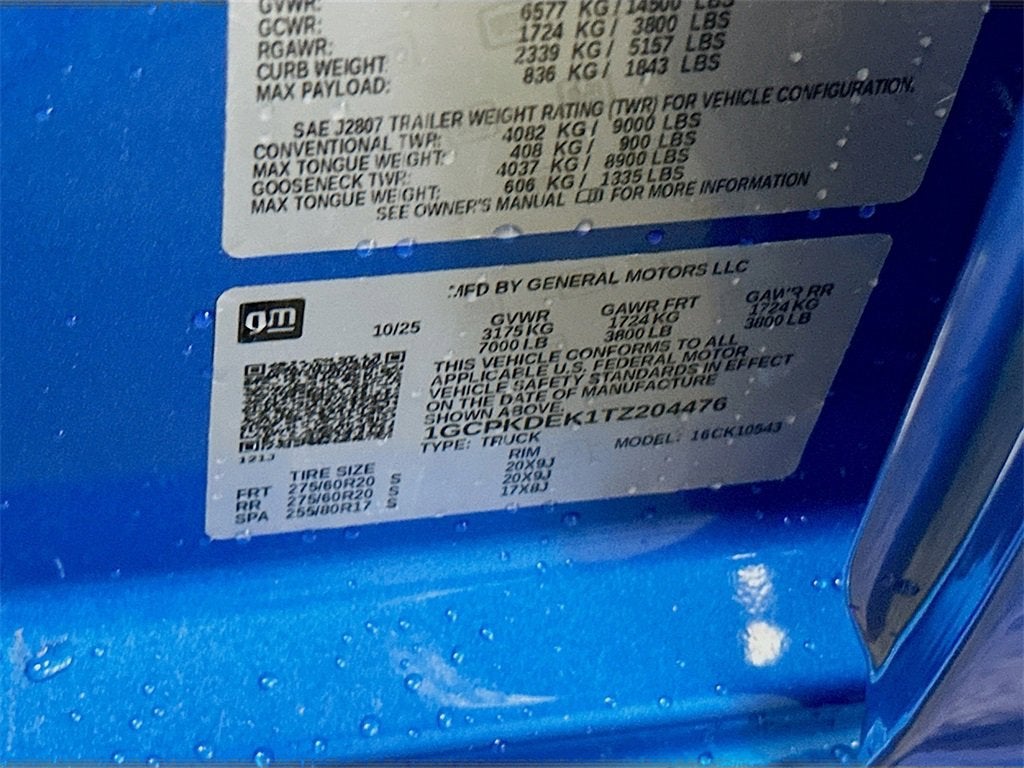 GVWR:
GCWR: 6577 KG / 14500 LBS
RGAWR: 1724 KG / 3800 LBS
CURB WEIGHT 2339 KG / 5157 LBS
MAX PAYLOAD: 836 KG / 1843 LBS
SAE J2807 TRAILER WEIGHT RATING (TWR) FOR VEHICLE CONFIGURATION.
CONVENTIONAL TWR: 4082 KG / 9000 LBS
MAX TONGUE WEIGHT: 408 KG / 900 LBS
GOOSENECK TWR: 4037 KG / 8900 LBS
MAX TONGUE WEIGHT: 606 KG / 1335 LBS
SEE OWNER'S MANUAL FOR MORE INFORMATION
MFD BY GENERAL MOTORS LLC
gm
10/25 GVWR GAWR FRT GAWR RR
3175 KG 1724 KG 1724 KG
7000 LB 3800 LB 3800 LB
THIS VEHICLE CONFORMS TO ALL
APPLICABLE U.S. FEDERAL MOTOR
VEHICLE SAFETY STANDARDS IN EFFECT
ON THE DATE OF MANUFACTURE
SHOWN ABOVE.
1GCPKDEK1TZ204476
TYPE: TRUCK MODEL: 16CK10543
121J
TIRE SIZE RIM
FRT 275/60R20 S 20X9J
RR 275/60R20 S 20X9J
SPA 255/80R17 S 17X8J